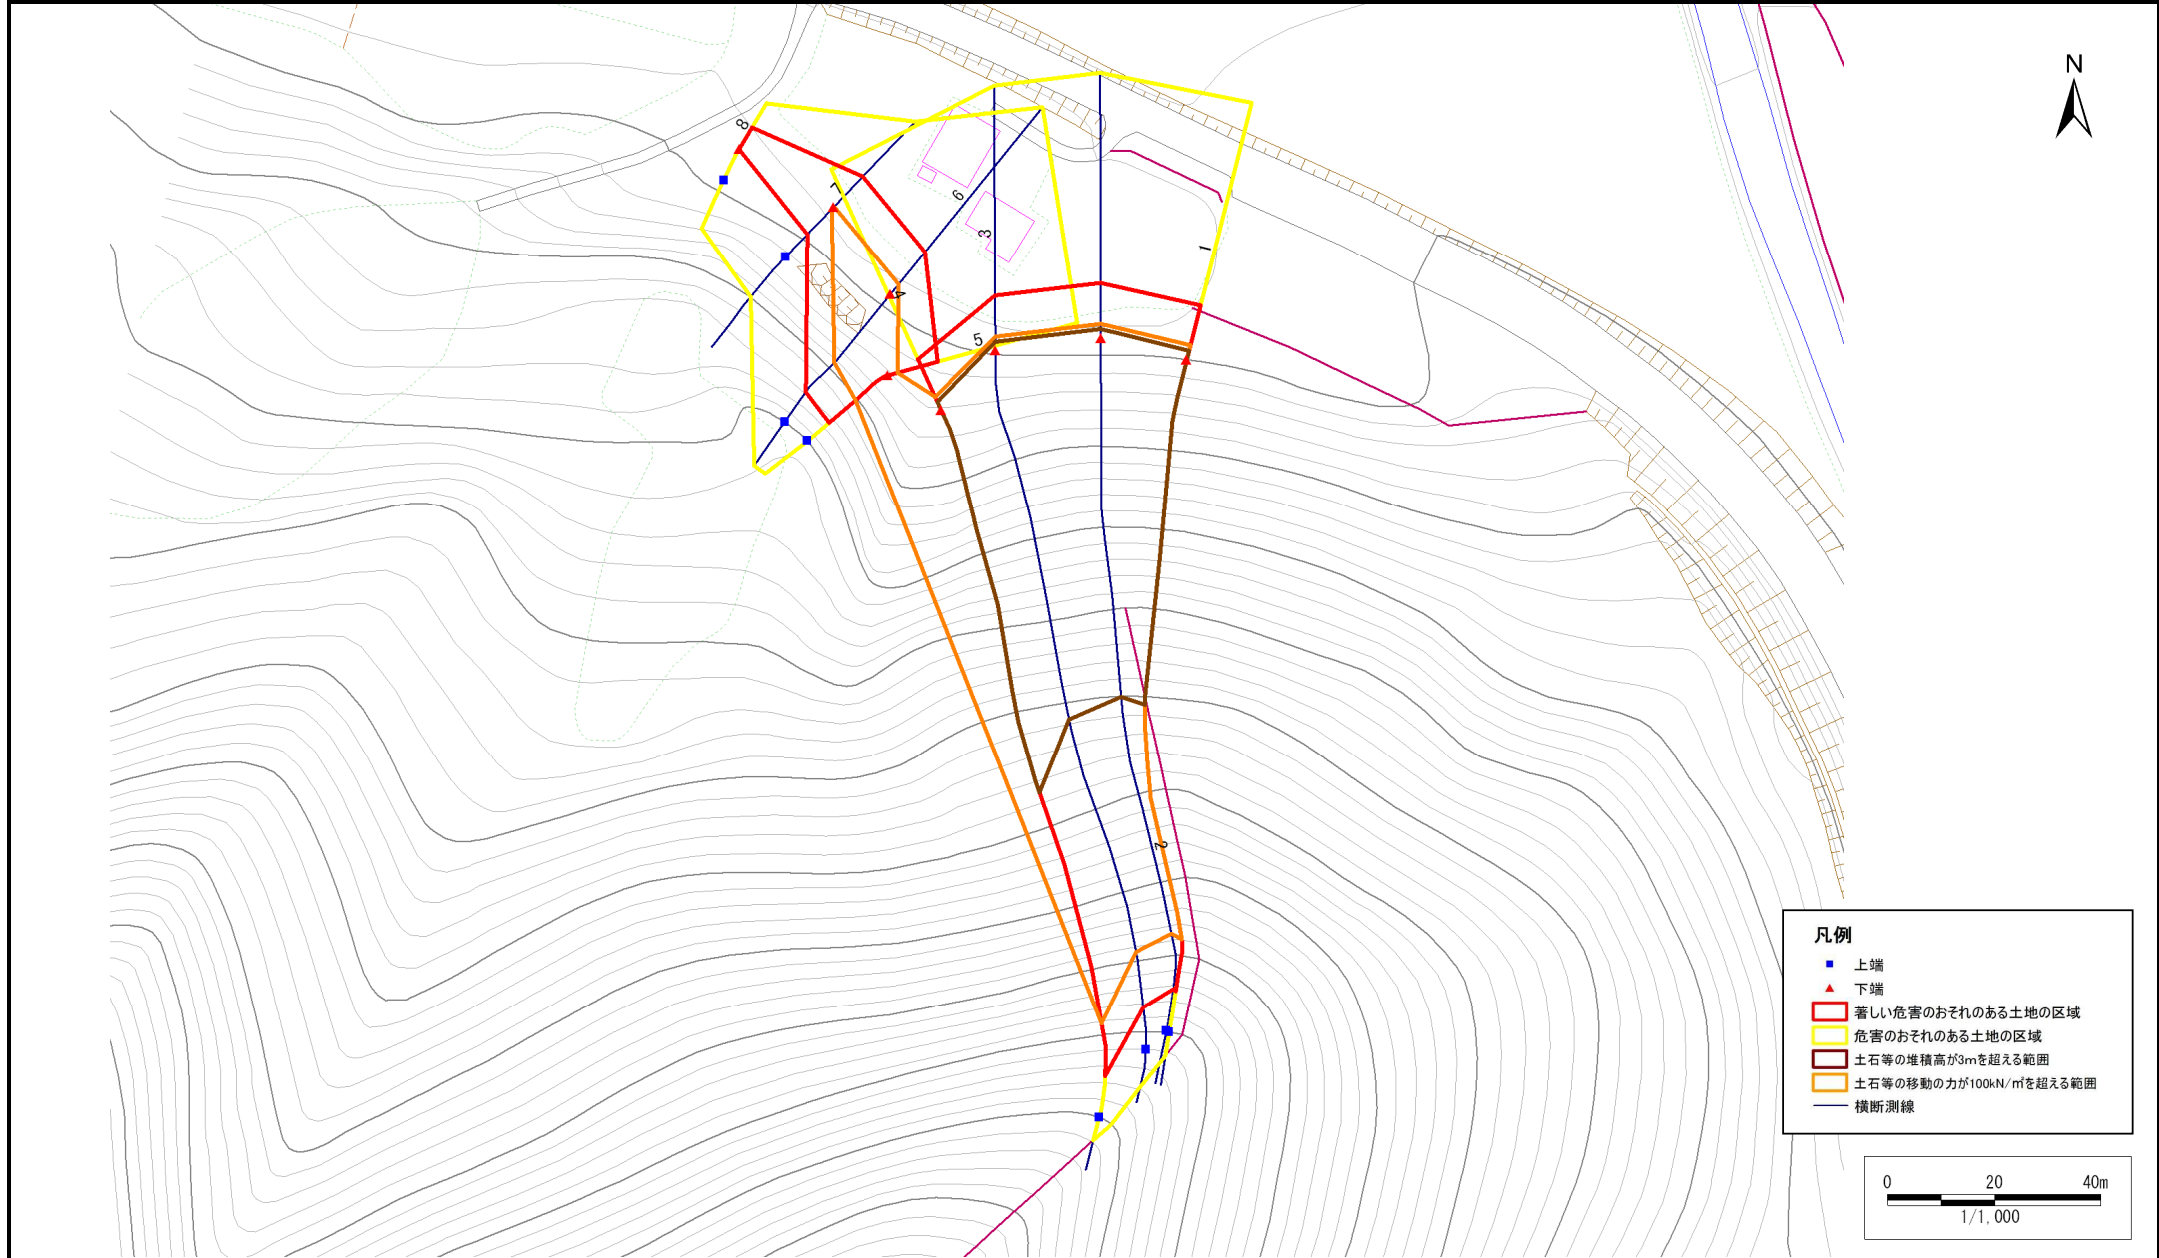 N
8
7
6
3
1
4
5
2
凡例
上端
下端
著しい危害のおそれのある土地の区域
危害のおそれのある土地の区域
土石等の堆積高が3mを超える範囲
土石等の移動の力が100kN/㎡を超える範囲
横断測線
0 20 40m
1/1,000